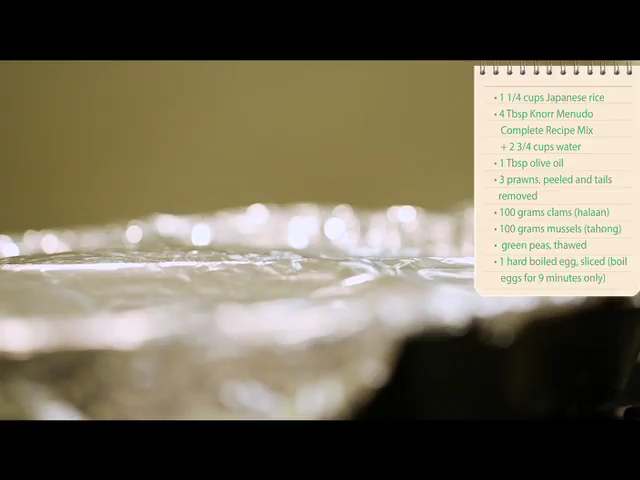 • 1 1/4 cups Japanese rice
• 4 Tbsp Knorr Menudo
Complete Recipe Mix
+ 2 3/4 cups water
• 1 Tbsp olive oil
• 3 prawns, peeled and tails
removed
• 100 grams clams (halaan)
• 100 grams mussels (tahong)
• green peas, thawed
• 1 hard boiled egg, sliced (boil
eggs for 9 minutes only)